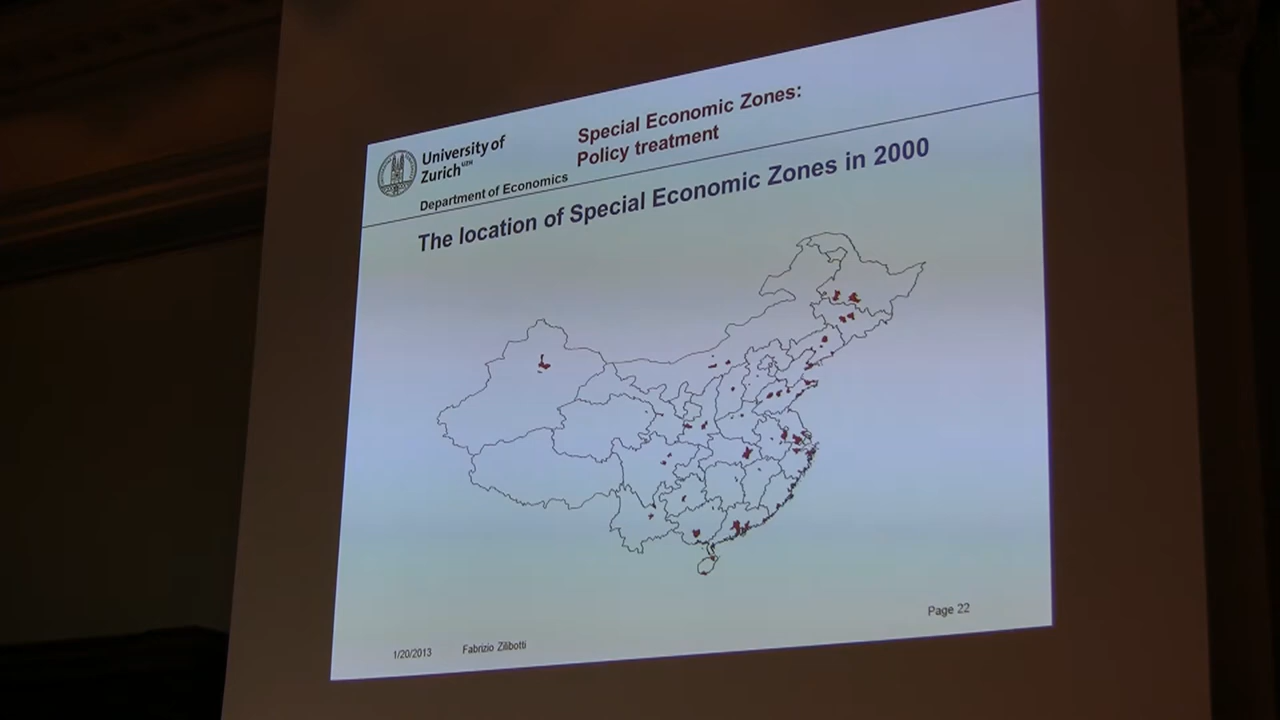 University of
Zurich UZH
Department of Economics
Special Economic Zones:
Policy treatment
The location of Special Economic Zones in 2000
1/20/2013
Fabrizio Zilibotti
Page 22